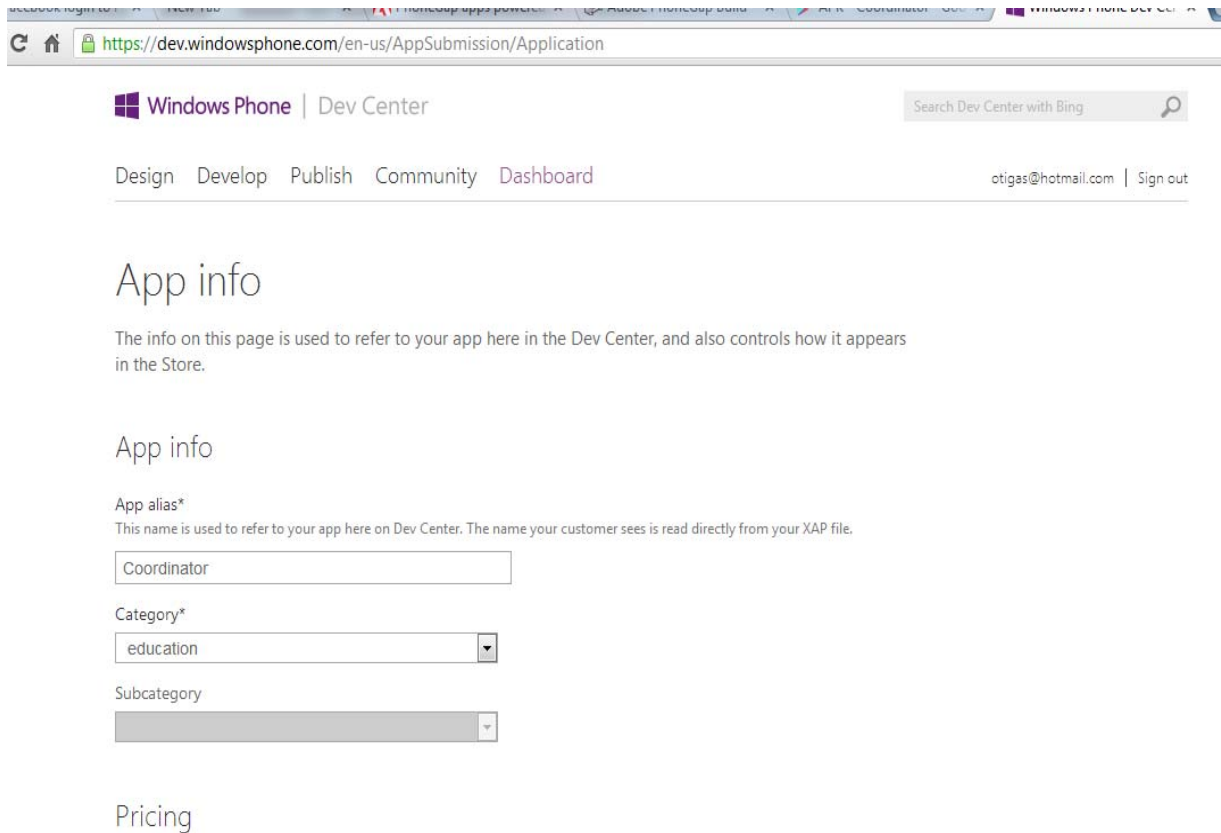 New Tab
https://dev.windowsphone.com/en-us/AppSubmission/Application
Windows Phone | Dev Center
Search Dev Center with Bing
Design Develop Publish Community Dashboard
otigas@hotmail.com | Sign out
App info
The info on this page is used to refer to your app here in the Dev Center, and also controls how it appears
in the Store.
App info
App alias*
This name is used to refer to your app here on Dev Center. The name your customer sees is read directly from your XAP file.
Coordinator
Category*
education
Subcategory
Pricing